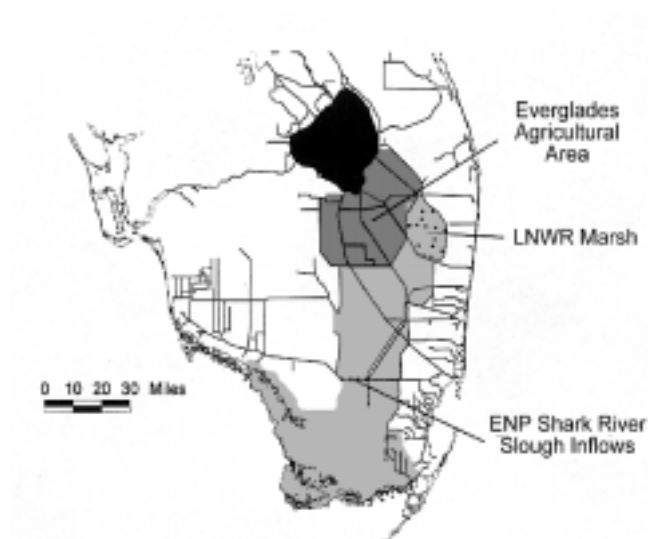 Everglades
Agricultural
Area
LNWR Marsh
0 10 20 30 Miles
ENP Shark River
Slough Inflows